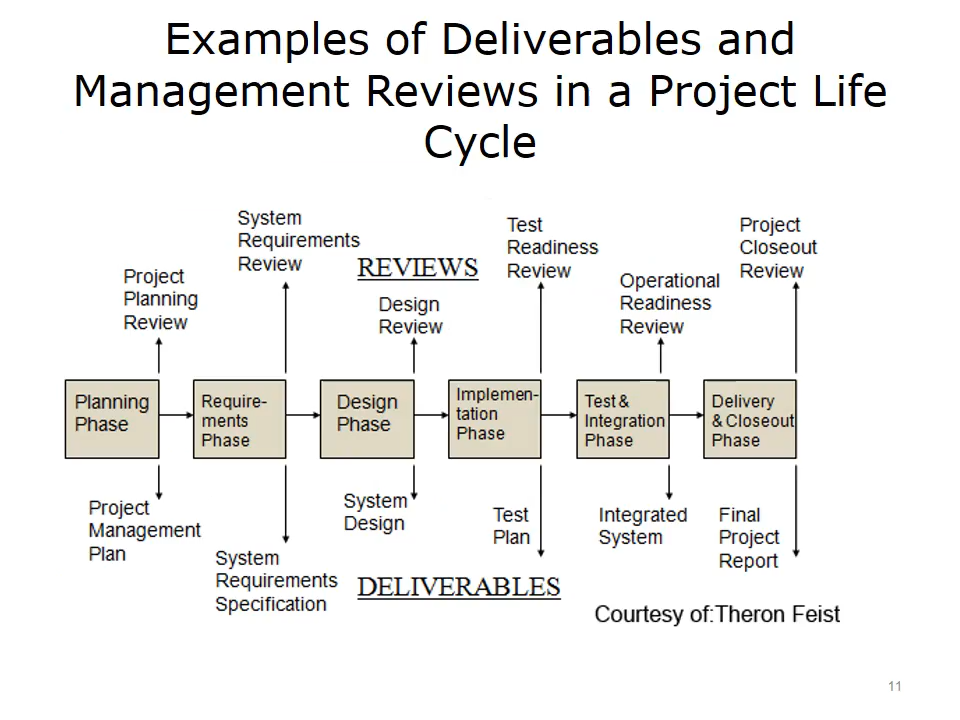 Examples of Deliverables and
Management Reviews in a Project Life
Cycle
System
Requirements
Review
REVIEWS
Test
Readiness
Review
Project
Closeout
Review
Project
Planning
Review
Design
Review
Operational
Readiness
Review
Planning
Phase
Require-
ments
Phase
Design
Phase
Implemen-
tation
Phase
Test &
Integration
Phase
Delivery
& Closeout
Phase
Project
Management
Plan
System
Requirements
Specification
System
Design
Test
Plan
Integrated
System
Final
Project
Report
DELIVERABLES
Courtesy of:Theron Feist
11